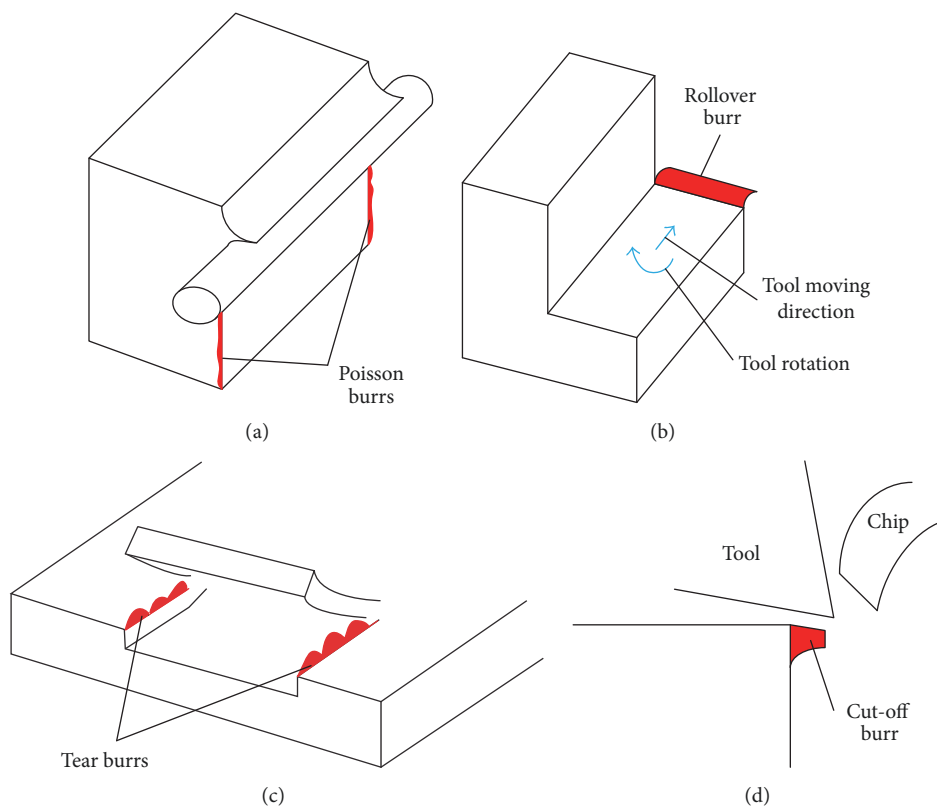 Poisson
burrs
(a)
Rollover
burr
Tool moving
direction
Tool rotation
(b)
Tear burrs
(c)
Tool
Chip
Cut-off
burr
(d)